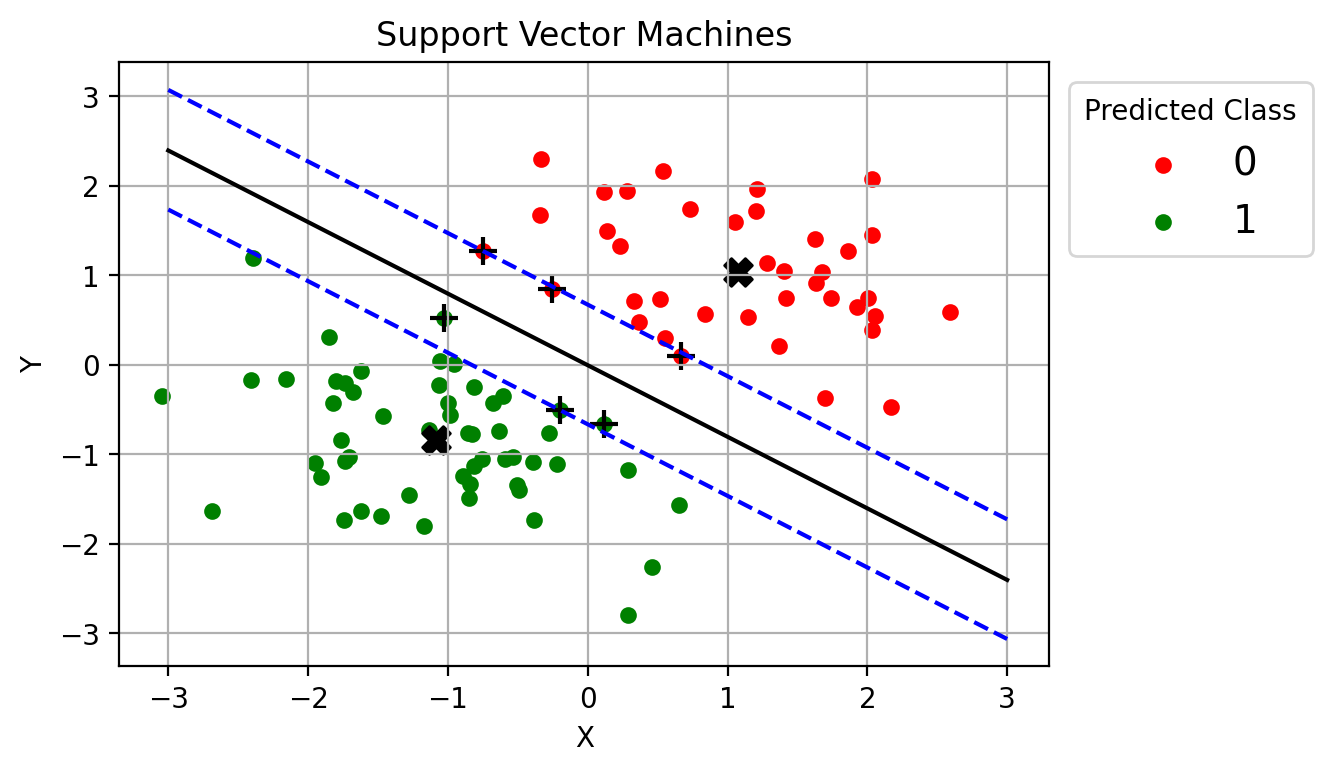 Support Vector Machines
Predicted Class
0
1
3
2
1
0
−1
−2
−3
Y
−3 −2 −1 0 1 2 3
X